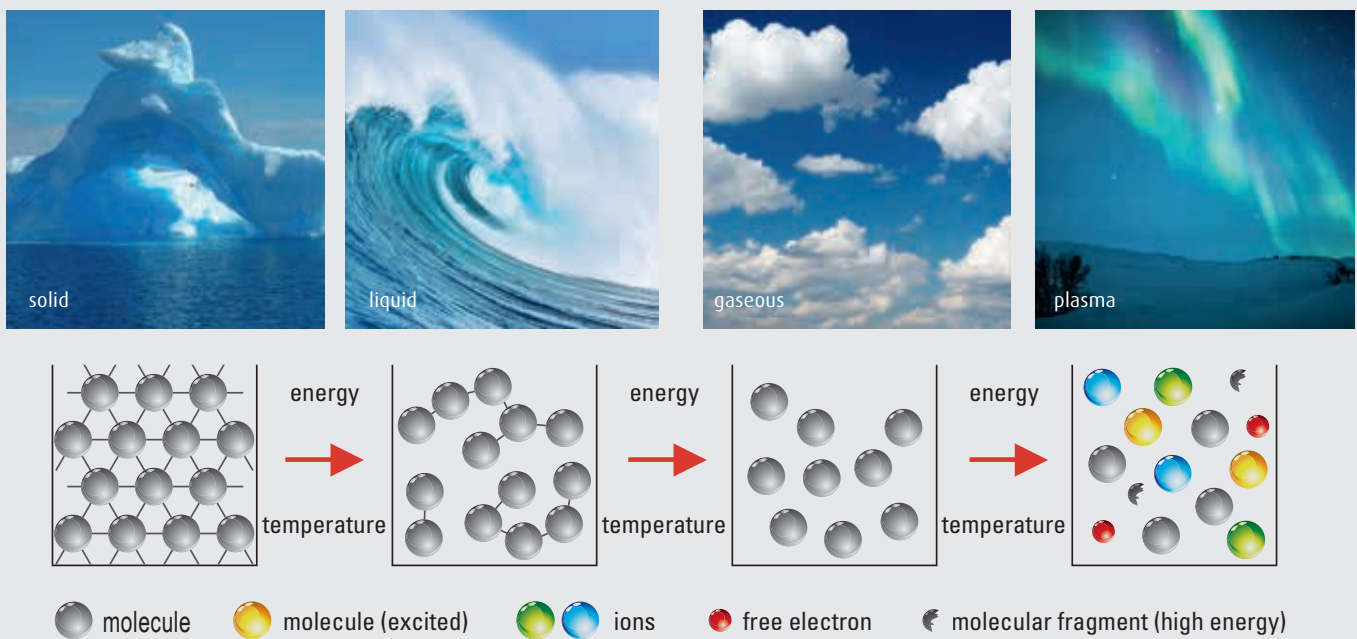 solid
liquid
gaseous
plasma
energy
energy
energy
temperature
temperature
temperature
molecule
molecule (excited)
ions
free electron
molecular fragment (high energy)